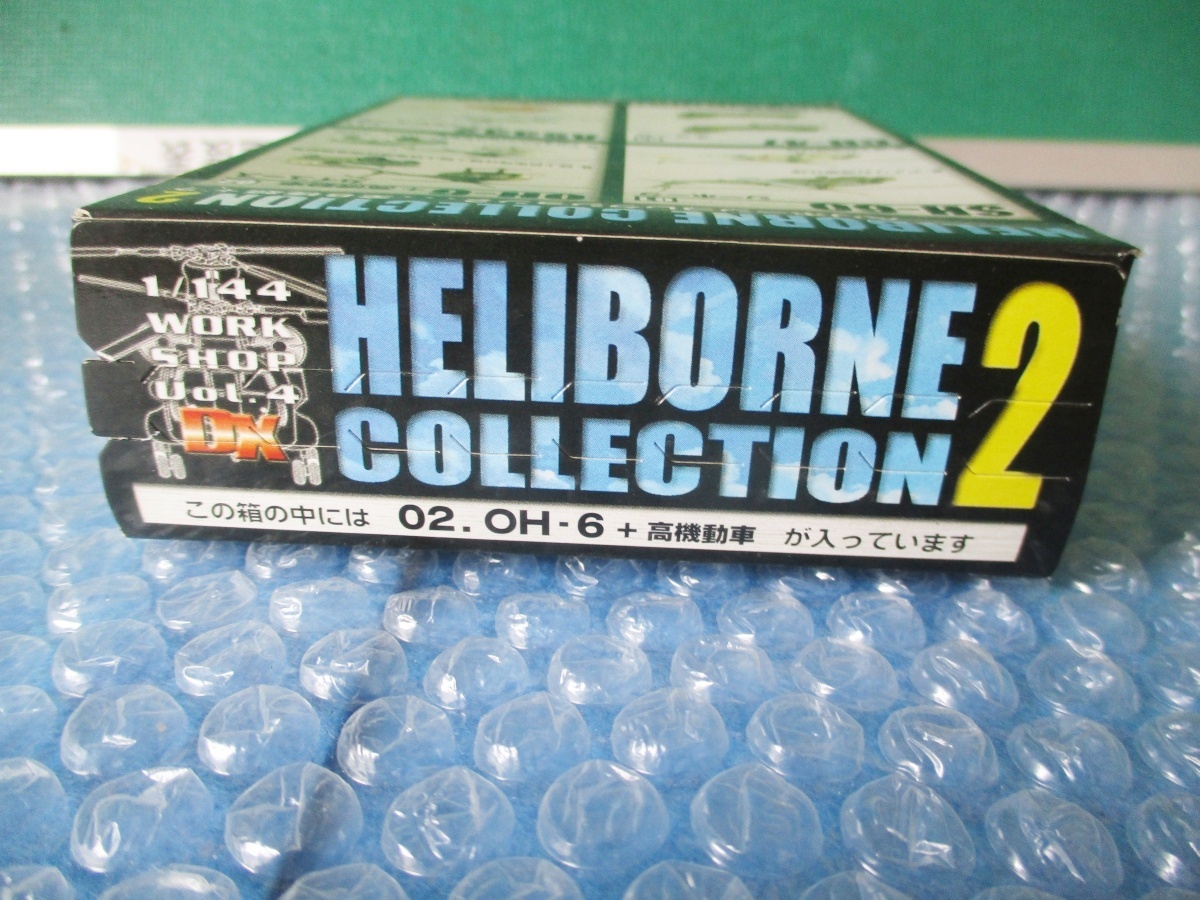 HELIBORNE COLLECTION 2
1/144
WORK
SHOP
Vol.4
DX
HELIBORNE
COLLECTION
2
この箱の中には 02. OH-6 + 高機動車 が入っています